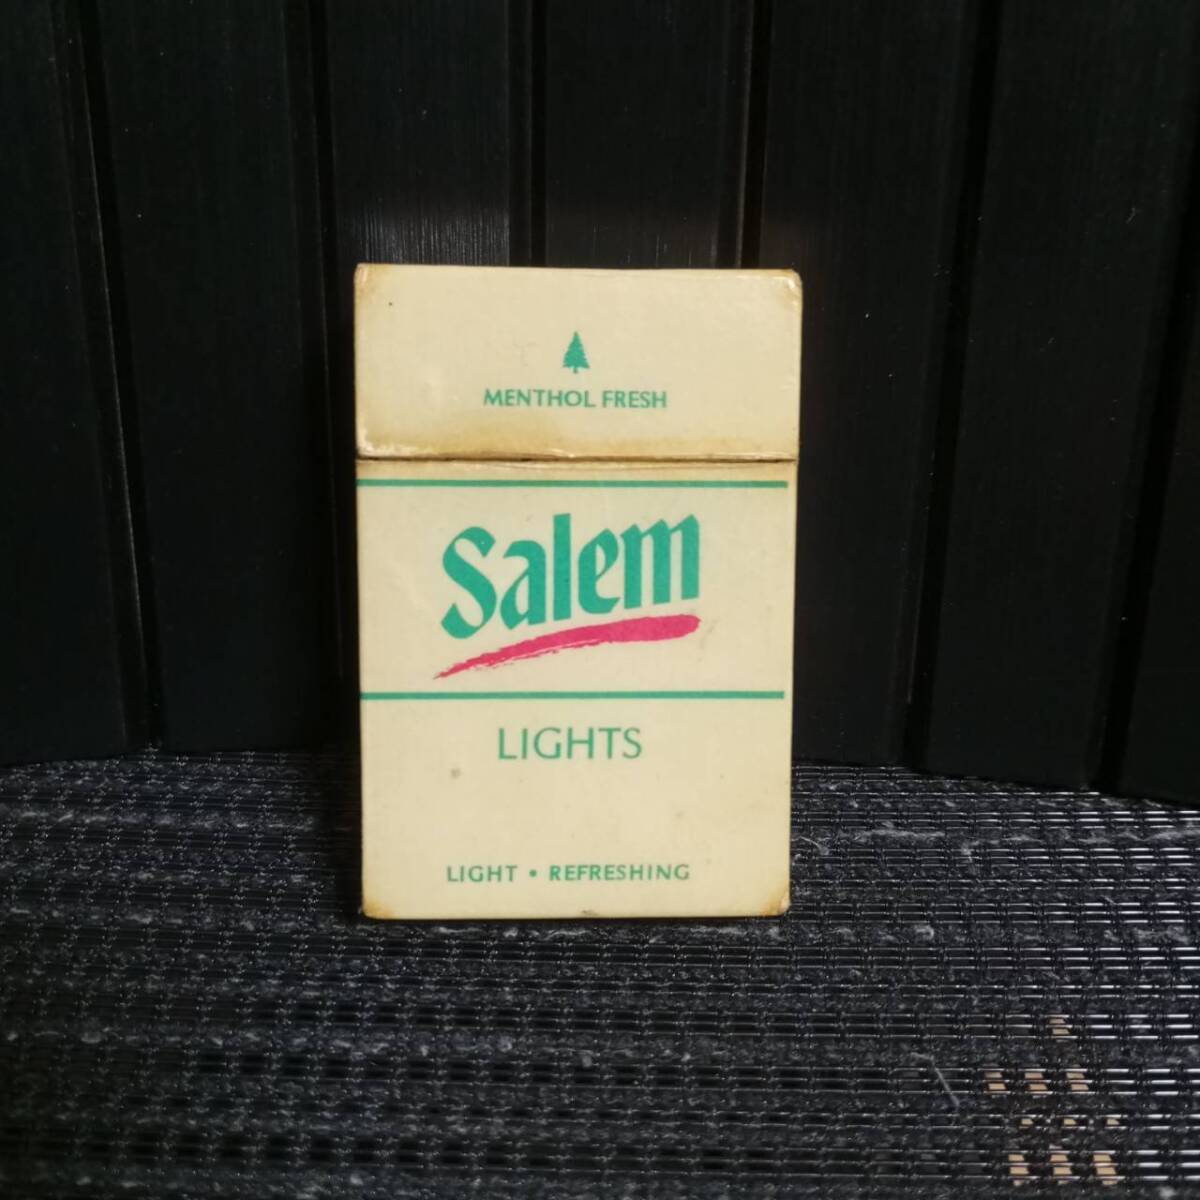 MENTHOL FRESH
Salem
LIGHTS
LIGHT • REFRESHING